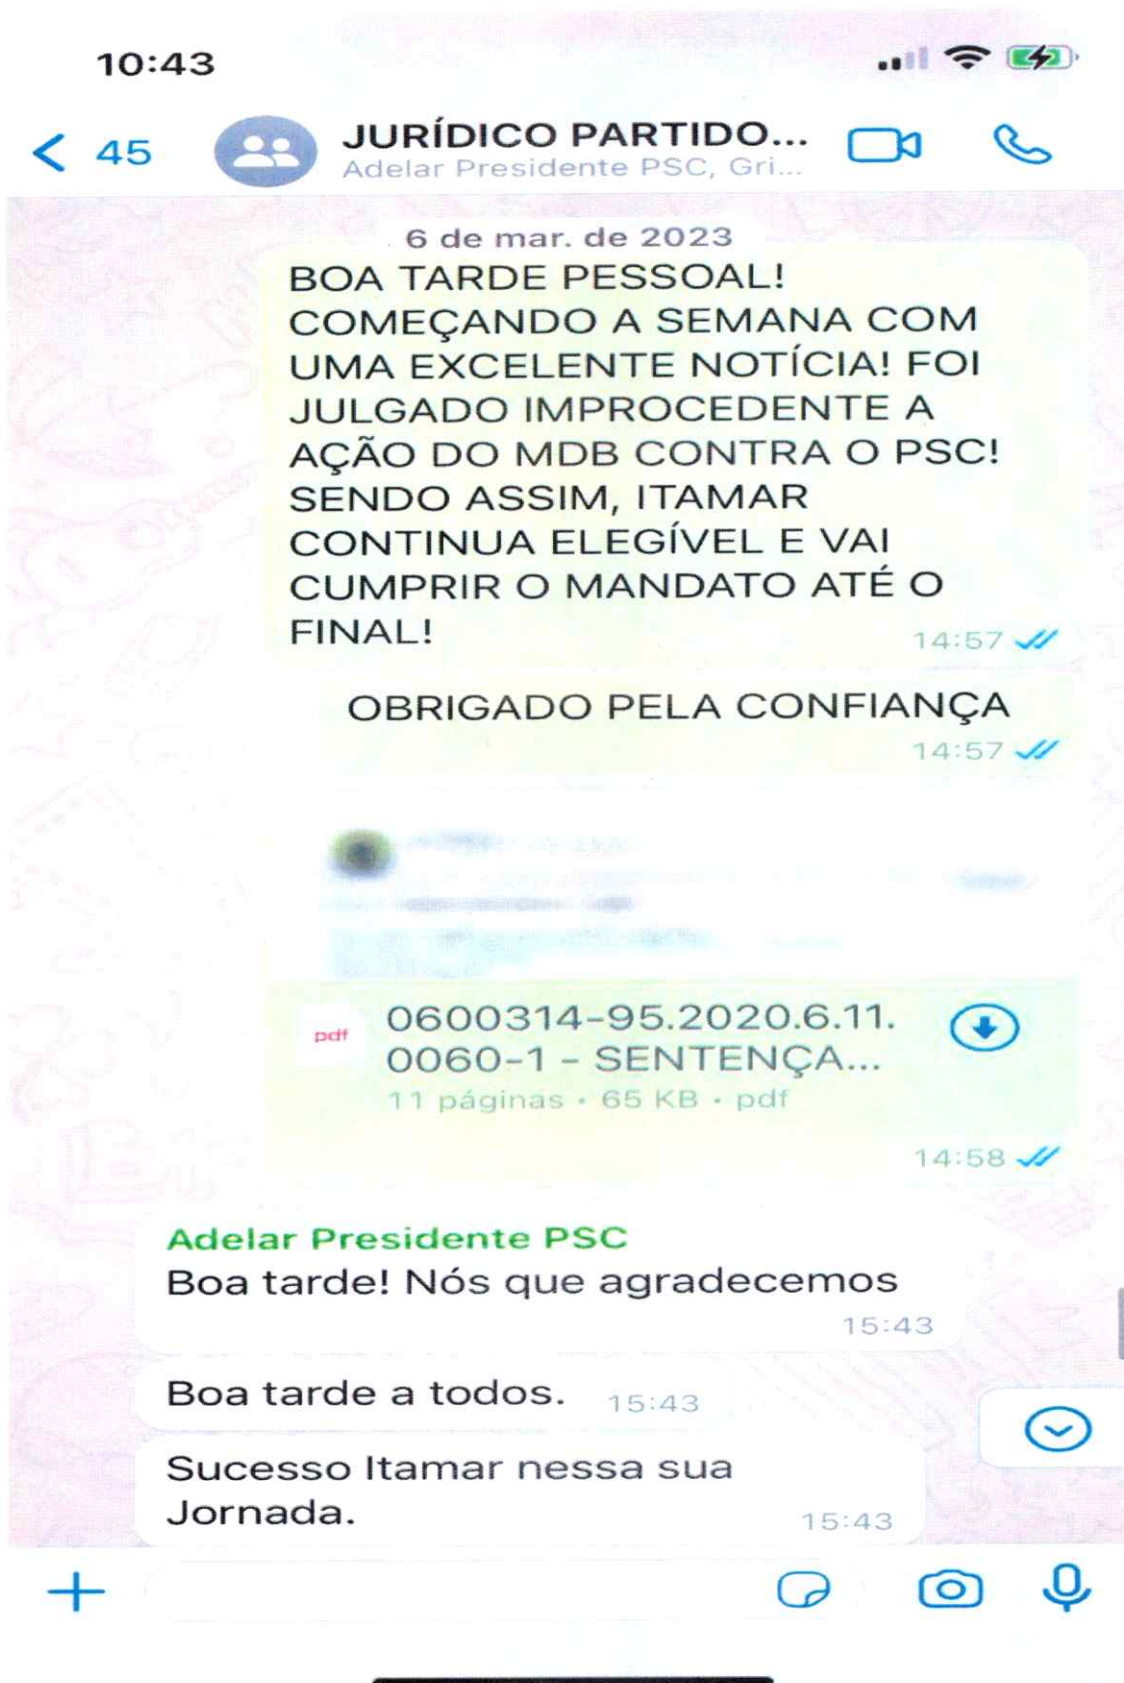 10:43
45
JURÍDICO PARTIDO...
Adelar Presidente PSC, Gri...
6 de mar. de 2023
BOA TARDE PESSOAL!
COMEÇANDO A SEMANA COM
UMA EXCELENTE NOTÍCIA! FOI
JULGADO IMPROCEDENTE A
AÇÃO DO MDB CONTRA O PSC!
SENDO ASSIM, ITAMAR
CONTINUA ELEGÍVEL E VAI
CUMPRIR O MANDATO ATÉ O
FINAL!
14:57
OBRIGADO PELA CONFIANÇA
14:57
pdf
0600314-95.2020.6.11.
0060-1 - SENTENÇA...
11 páginas • 65 KB • pdf
14:58
Adelar Presidente PSC
Boa tarde! Nós que agradecemos
15:43
Boa tarde a todos. 15:43
Sucesso Itamar nessa sua
Jornada.
15:43